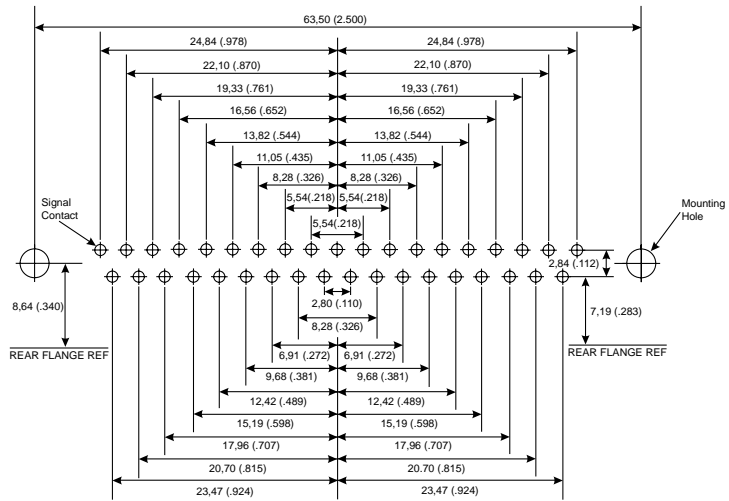 63,50 (2.500)
24,84 (.978) 24,84 (.978)
22,10 (.870) 22,10 (.870)
19,33 (.761) 19,33 (.761)
16,56 (.652) 16,56 (.652)
13,82 (.544) 13,82 (.544)
11,05 (.435) 11,05 (.435)
8,28 (.326) 8,28 (.326)
5,54(.218) 5,54(.218)
5,54(.218)
Signal
Contact
Mounting
Hole
2,84 (.112)
8,64 (.340)
7,19 (.283)
2,80 (.110)
8,28 (.326)
REAR FLANGE REF REAR FLANGE REF
6,91 (.272) 6,91 (.272)
9,68 (.381) 9,68 (.381)
12,42 (.489) 12,42 (.489)
15,19 (.598) 15,19 (.598)
17,96 (.707) 17,96 (.707)
20,70 (.815) 20,70 (.815)
23,47 (.924) 23,47 (.924)